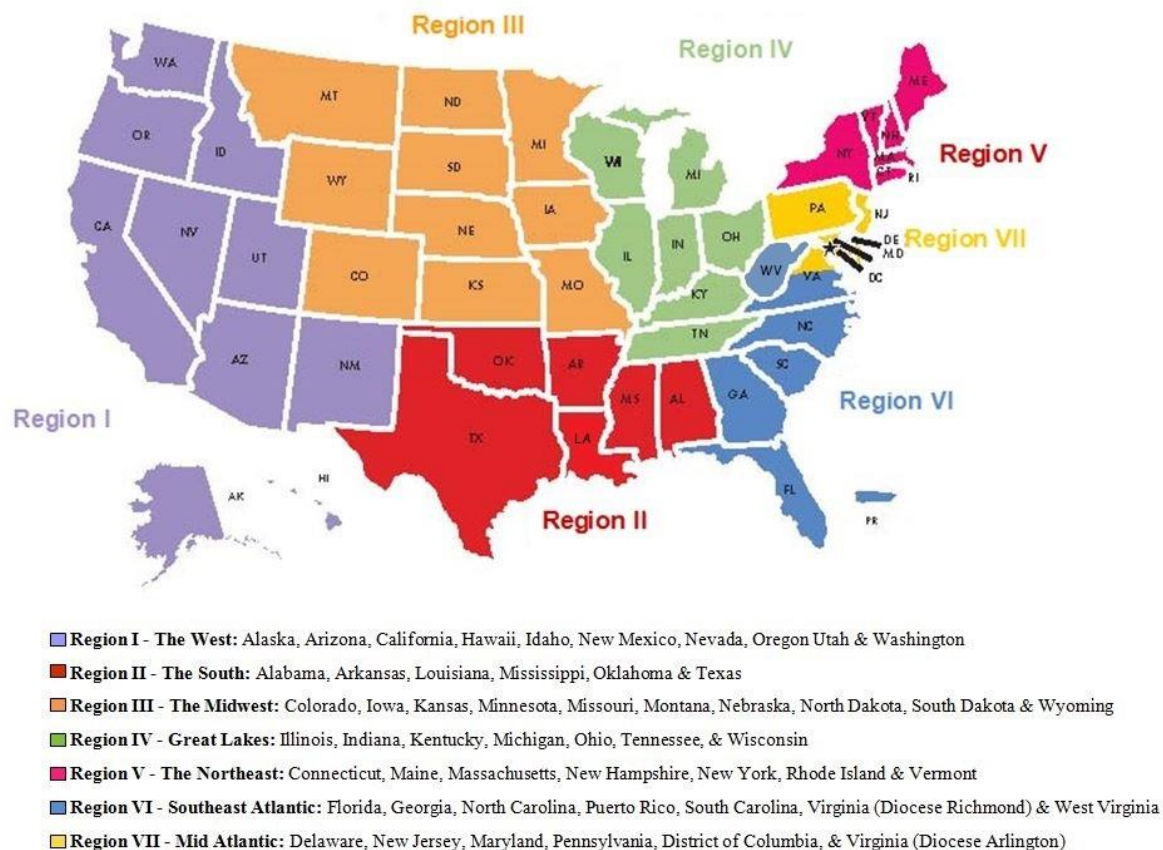 Region III
Region IV
WA
MT
ND
ME
OR
ID
MI
VT
NH
WI
SD
NY
MA
Region V
WY
MI
CT
RI
CA
NV
IA
PA
NJ
NE
OH
UT
IL
IN
DE
Region VII
CO
WV
MD
KS
MO
VA
DC
KY
NC
TN
AZ
NM
OK
AR
SC
GA
Region VI
MS
AL
Region I
TX
LA
HI
FL
AK
PR
Region II
Region I - The West: Alaska, Arizona, California, Hawaii, Idaho, New Mexico, Nevada, Oregon Utah & Washington
Region II - The South: Alabama, Arkansas, Louisiana, Mississippi, Oklahoma & Texas
Region III - The Midwest: Colorado, Iowa, Kansas, Minnesota, Missouri, Montana, Nebraska, North Dakota, South Dakota & Wyoming
Region IV - Great Lakes: Illinois, Indiana, Kentucky, Michigan, Ohio, Tennessee, & Wisconsin
Region V - The Northeast: Connecticut, Maine, Massachusetts, New Hampshire, New York, Rhode Island & Vermont
Region VI - Southeast Atlantic: Florida, Georgia, North Carolina, Puerto Rico, South Carolina, Virginia (Diocese Richmond) & West Virginia
Region VII - Mid Atlantic: Delaware, New Jersey, Maryland, Pennsylvania, District of Columbia, & Virginia (Diocese Arlington)